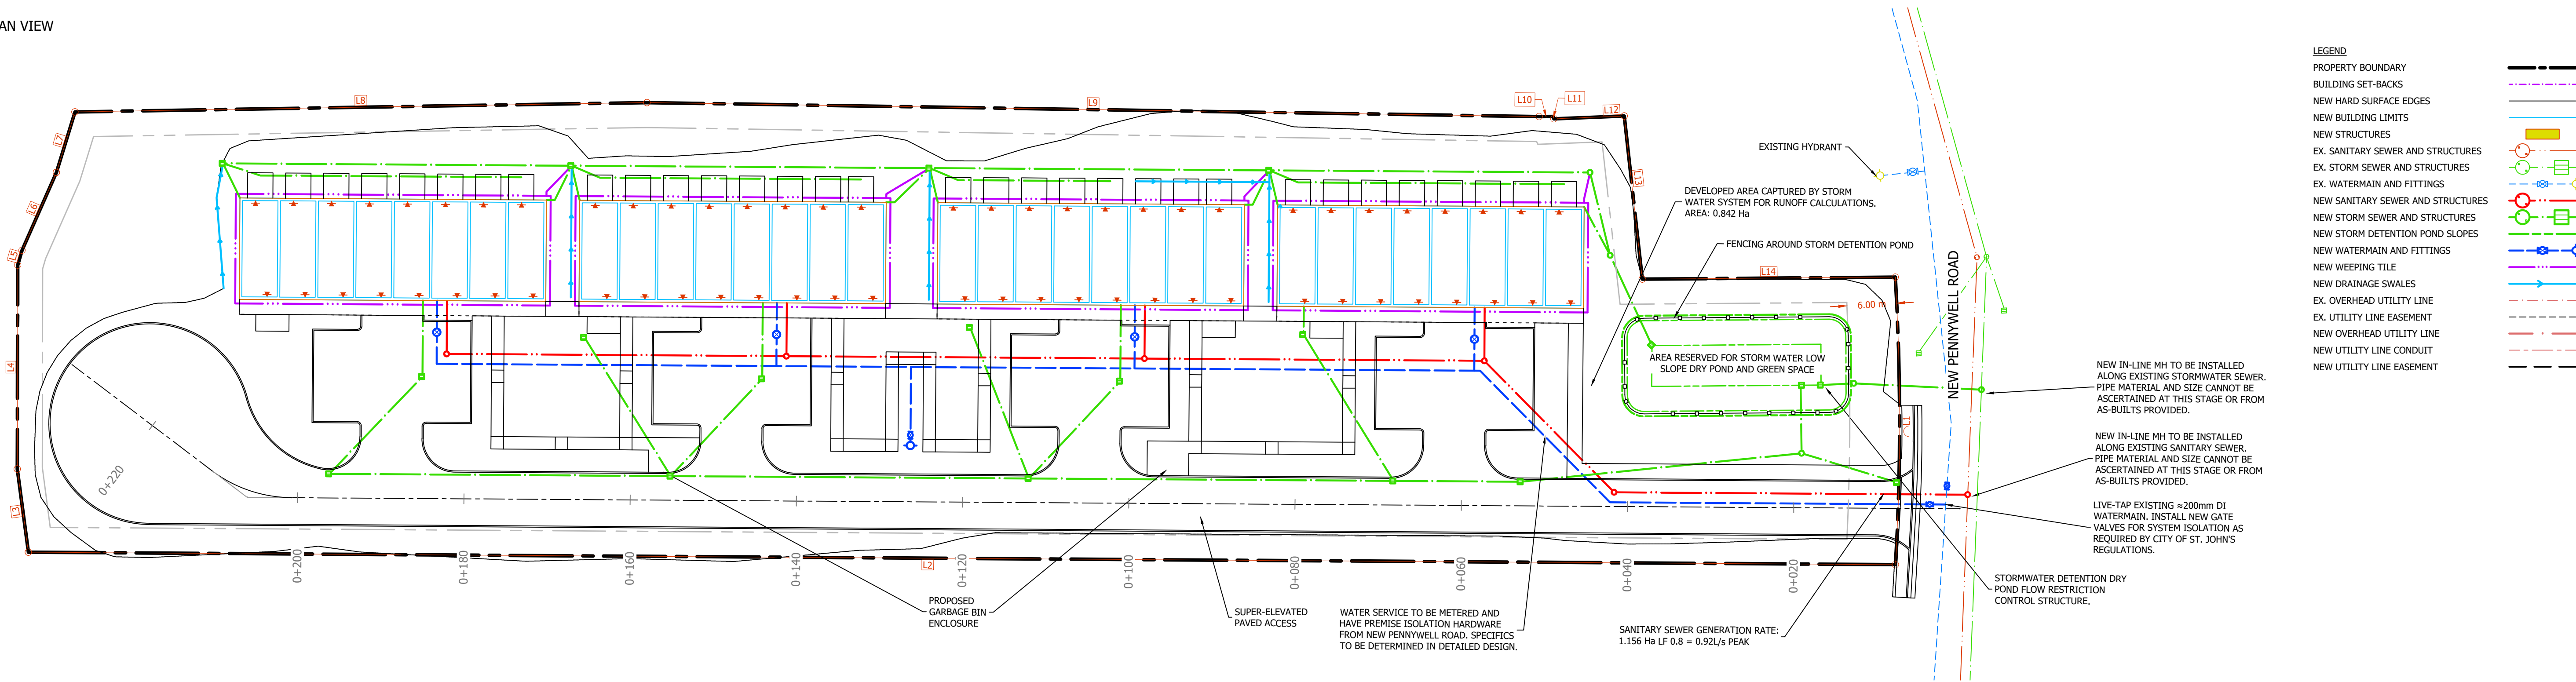 AN VIEW
L8
L9
L10
L11
L12
L7
L6
L5
L4
L3
L2
L13
L14
L1
6.00 m
EXISTING HYDRANT
DEVELOPED AREA CAPTURED BY STORM
WATER SYSTEM FOR RUNOFF CALCULATIONS.
AREA: 0.842 Ha
FENCING AROUND STORM DETENTION POND
AREA RESERVED FOR STORM WATER LOW
SLOPE DRY POND AND GREEN SPACE
NEW PENNYWELL ROAD
0+220
0+200
0+180
0+160
0+140
0+120
0+100
0+080
0+060
0+040
0+020
PROPOSED
GARBAGE BIN
ENCLOSURE
SUPER-ELEVATED
PAVED ACCESS
WATER SERVICE TO BE METERED AND
HAVE PREMISE ISOLATION HARDWARE
FROM NEW PENNYWELL ROAD. SPECIFICS
TO BE DETERMINED IN DETAILED DESIGN.
SANITARY SEWER GENERATION RATE:
1.156 Ha LF 0.8 = 0.92L/s PEAK
STORMWATER DETENTION DRY
POND FLOW RESTRICTION
CONTROL STRUCTURE.
NEW IN-LINE MH TO BE INSTALLED
ALONG EXISTING STORMWATER SEWER.
PIPE MATERIAL AND SIZE CANNOT BE
ASCERTAINED AT THIS STAGE OR FROM
AS-BUILTS PROVIDED.
NEW IN-LINE MH TO BE INSTALLED
ALONG EXISTING SANITARY SEWER.
PIPE MATERIAL AND SIZE CANNOT BE
ASCERTAINED AT THIS STAGE OR FROM
AS-BUILTS PROVIDED.
LIVE-TAP EXISTING ≈200mm DI
WATERMAIN. INSTALL NEW GATE
VALVES FOR SYSTEM ISOLATION AS
REQUIRED BY CITY OF ST. JOHN'S
REGULATIONS.
LEGEND
PROPERTY BOUNDARY
BUILDING SET-BACKS
NEW HARD SURFACE EDGES
NEW BUILDING LIMITS
NEW STRUCTURES
EX. SANITARY SEWER AND STRUCTURES
EX. STORM SEWER AND STRUCTURES
EX. WATERMAIN AND FITTINGS
NEW SANITARY SEWER AND STRUCTURES
NEW STORM SEWER AND STRUCTURES
NEW STORM DETENTION POND SLOPES
NEW WATERMAIN AND FITTINGS
NEW WEEPING TILE
NEW DRAINAGE SWALES
EX. OVERHEAD UTILITY LINE
EX. UTILITY LINE EASEMENT
NEW OVERHEAD UTILITY LINE
NEW UTILITY LINE CONDUIT
NEW UTILITY LINE EASEMENT